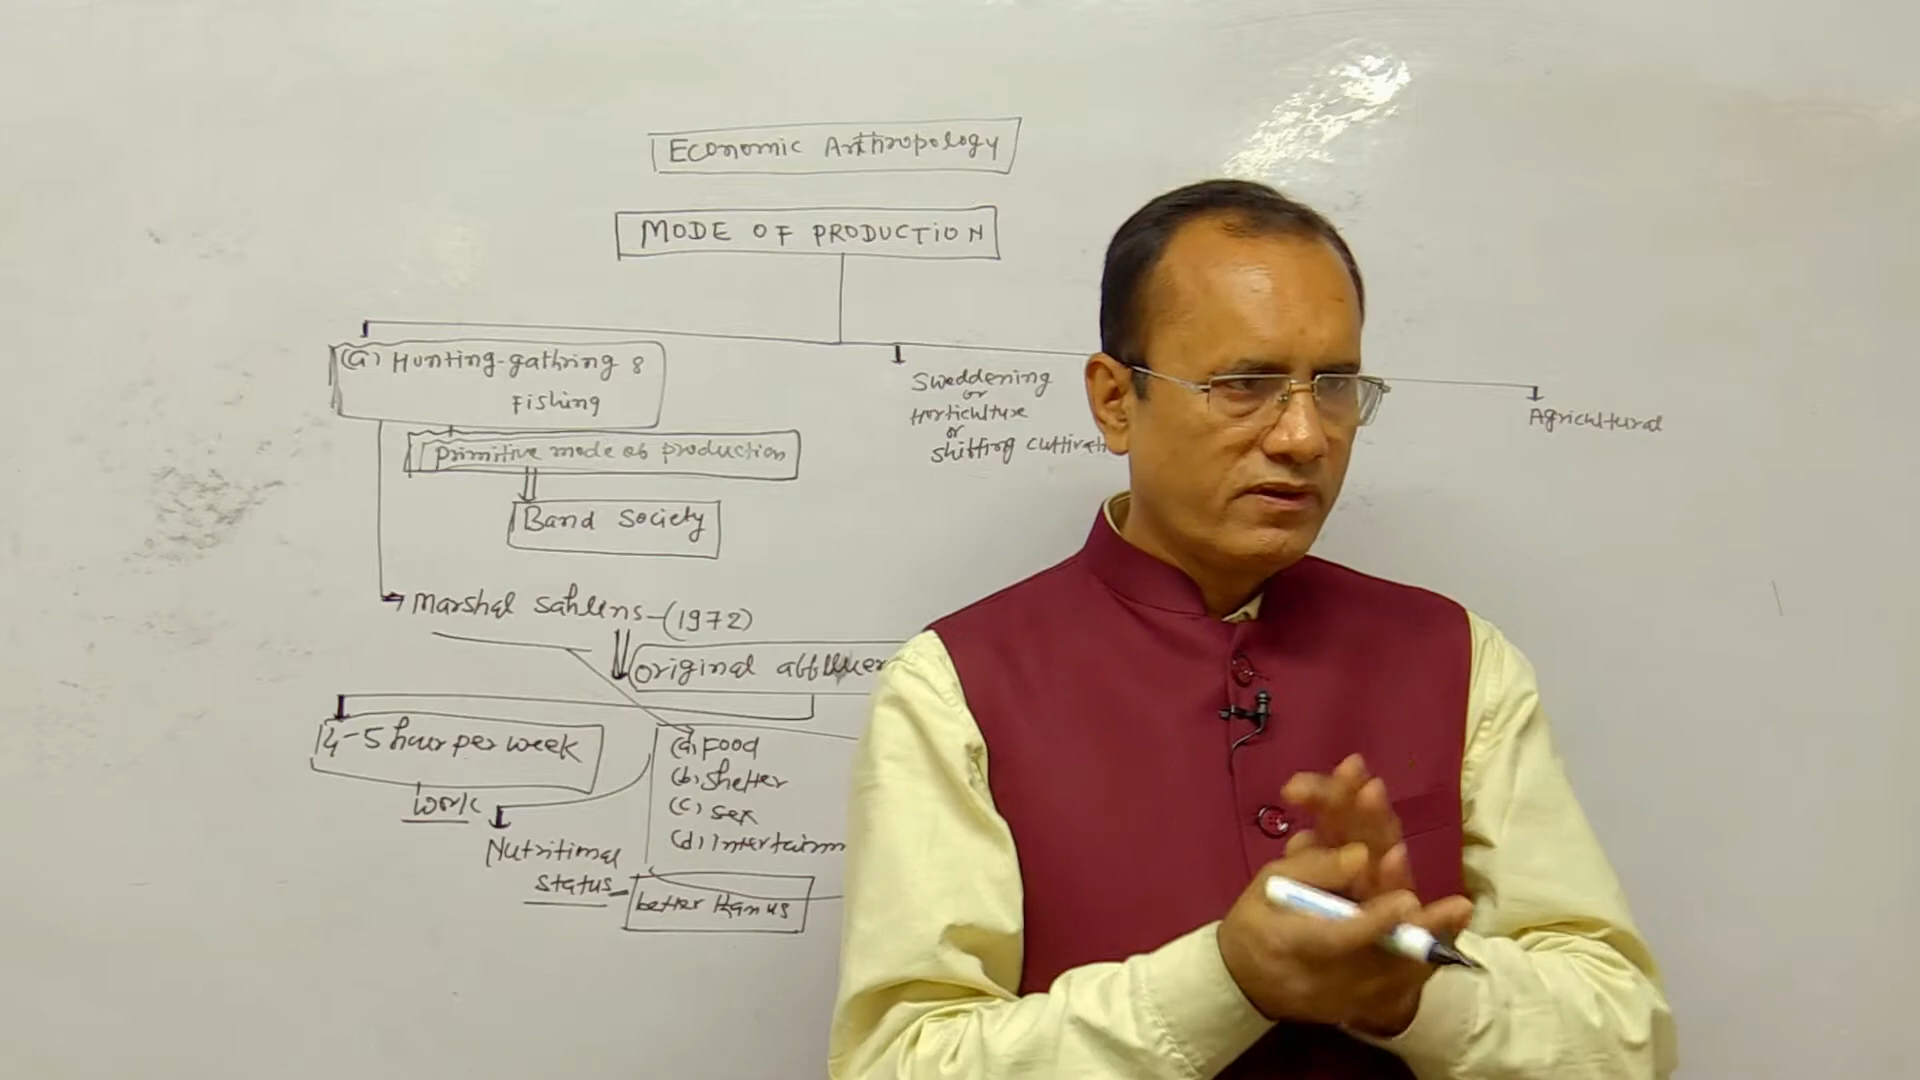 Economic Anthropology
MODE OF PRODUCTION
(a) Hunting-gathring &
Fishing
Primitive mode of production
Band Society
Sweddening
or
Horticulture
or
Shifting
Agricultural
Marshal Sahlins-(1972)
original
4-5 hour per week
work
Nutritional
status
better than us
(a) Food
(b) Shelter
(c) Sex
(d)